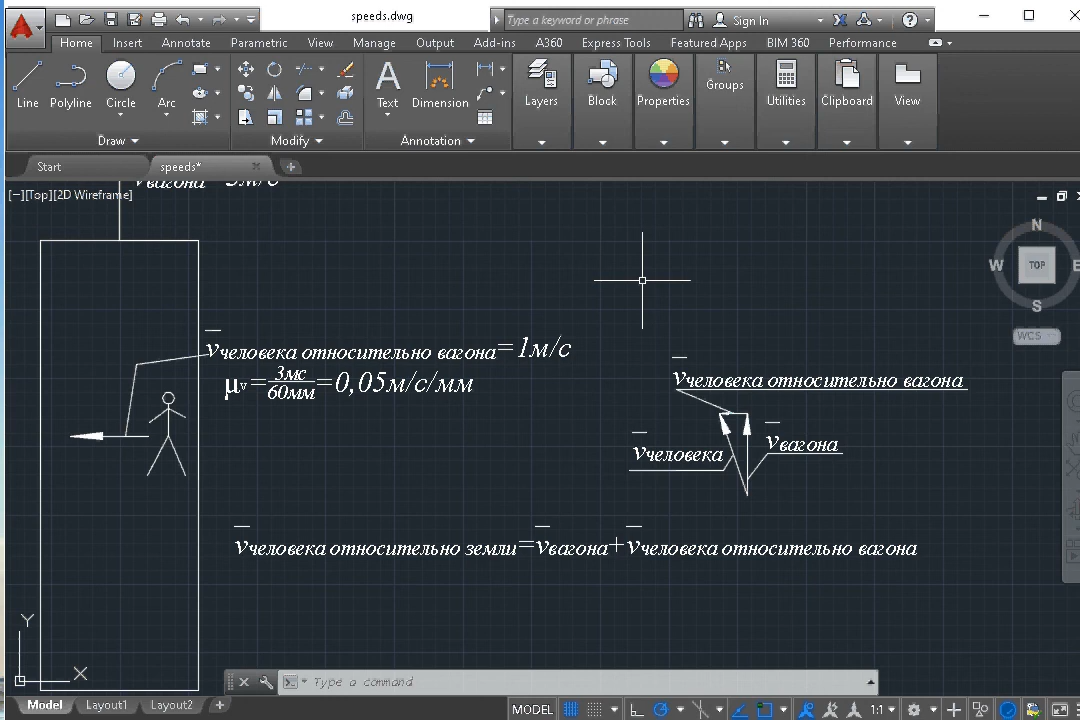 speeds.dwg
Type a keyword or phrase
Sign In
Home Insert Annotate Parametric View Manage Output Add-ins A360 Express Tools Featured Apps BIM 360 Performance
Line Polyline Circle Arc
Text Dimension
Layers Block Properties Groups Utilities Clipboard View
Draw Modify Annotation
Start speeds*
vвагона 3м/с
[−][Top][2D Wireframe]
N
W TOP E
S
WCS
vчеловека относительно вагона=1м/с
μv=3мс/60мм=0,05м/с/мм
vчеловека относительно вагона
vвагона
vчеловека
vчеловека относительно земли=vвагона+vчеловека относительно вагона
Y
X
Type a command
Model Layout1 Layout2 +
MODEL 1:1